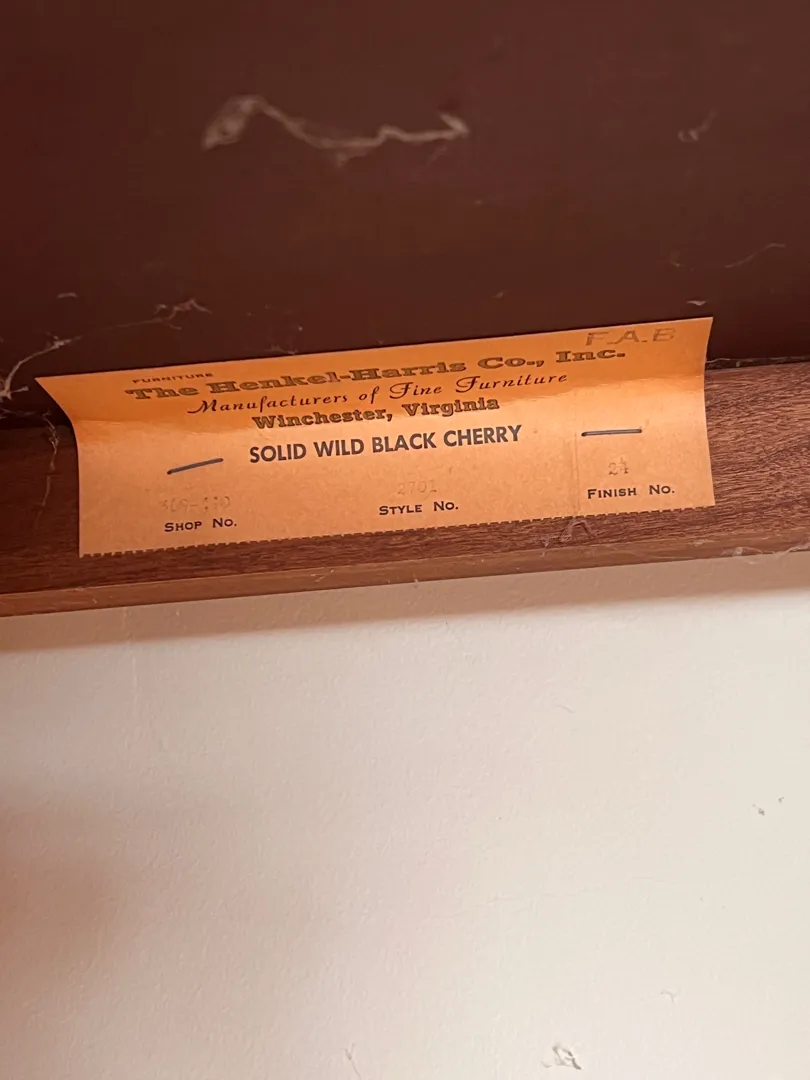 F.A.B
FURNITURE
The Henkel-Harris Co., Inc.
Manufacturers of Fine Furniture
Winchester, Virginia
SOLID WILD BLACK CHERRY
2701 24
SHOP NO. STYLE NO. FINISH NO.